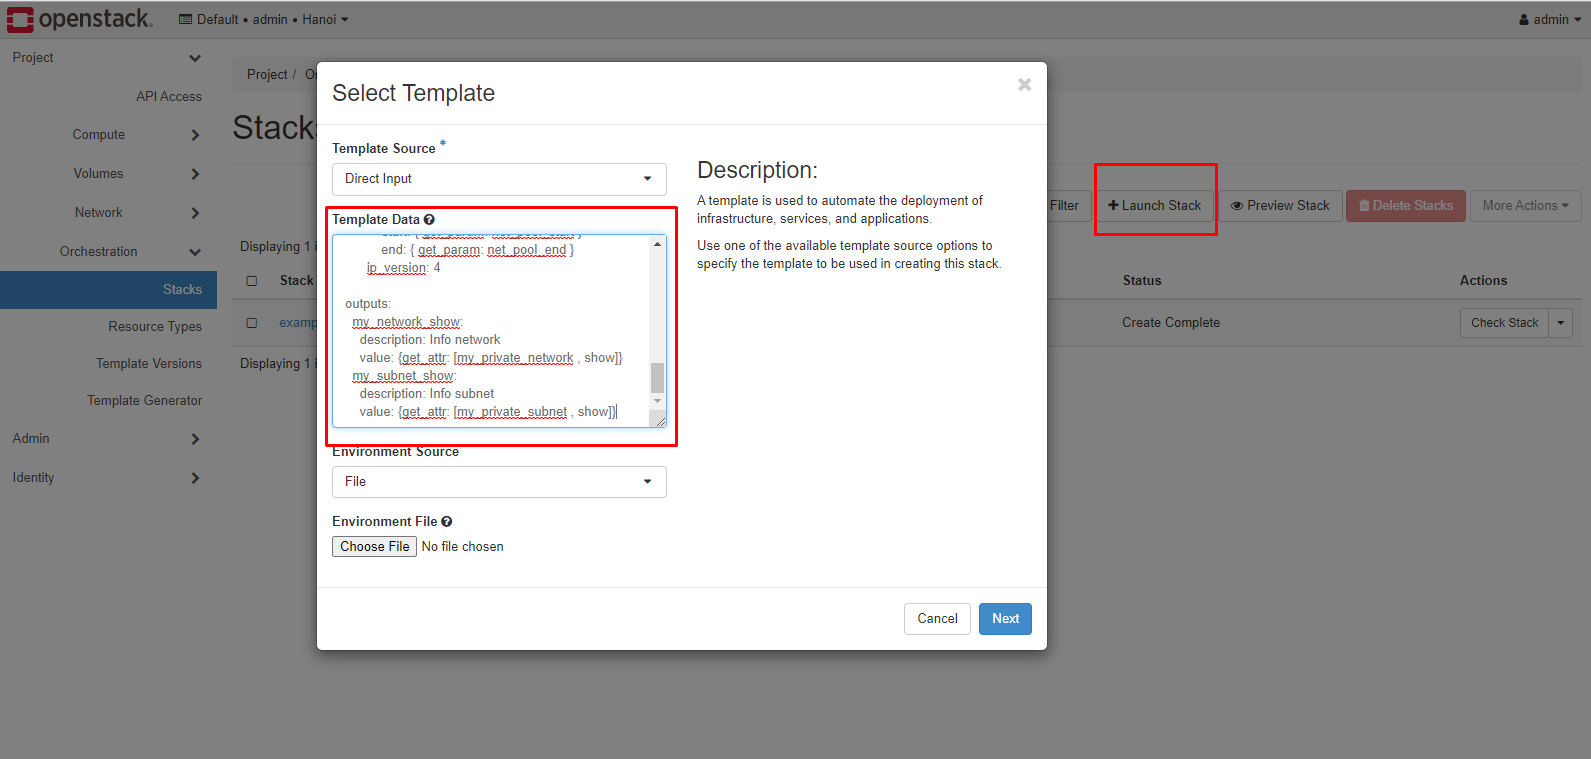 openstack. Default • admin • Hanoi admin
Project
API Access
Compute
Volumes
Network
Orchestration
Stacks
Resource Types
Template Versions
Template Generator
Admin
Identity
Project /
Stacks
Filter
Launch Stack
Preview Stack
Delete Stacks
More Actions
Displaying 1
Stack
Status
Actions
Create Complete
Check Stack
Displaying 1
Select Template
×
Template Source *
Direct Input
Template Data
start: { get_param: net_pool_start }
end: { get_param: net_pool_end }
ip_version: 4
outputs:
my_network_show:
description: Info network
value: {get_attr: [my_private_network , show]}
my_subnet_show:
description: Info subnet
value: {get_attr: [my_private_subnet , show]}
Environment Source
File
Environment File
Choose File No file chosen
Description:
A template is used to automate the deployment of
infrastructure, services, and applications.
Use one of the available template source options to
specify the template to be used in creating this stack.
Cancel
Next